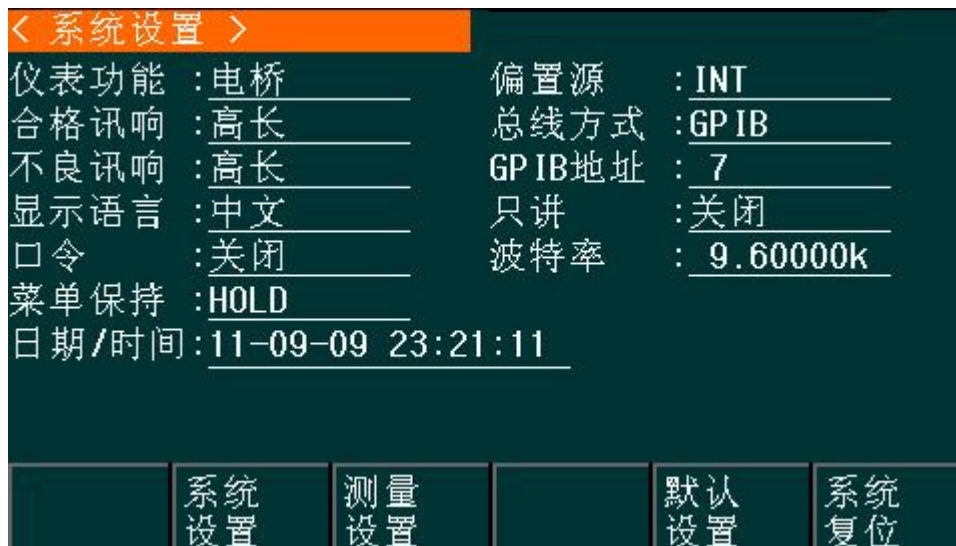 < 系统设置 >
仪表功能 :电桥 偏置源 :INT
合格讯响 :高长 总线方式 :GPIB
不良讯响 :高长 GPIB地址 : 7
显示语言 :中文 只讲 :关闭
口令 :关闭 波特率 : 9.60000k
菜单保持 :HOLD
日期/时间:11-09-09 23:21:11
系统 测量 默认 系统
设置 设置 设置 复位